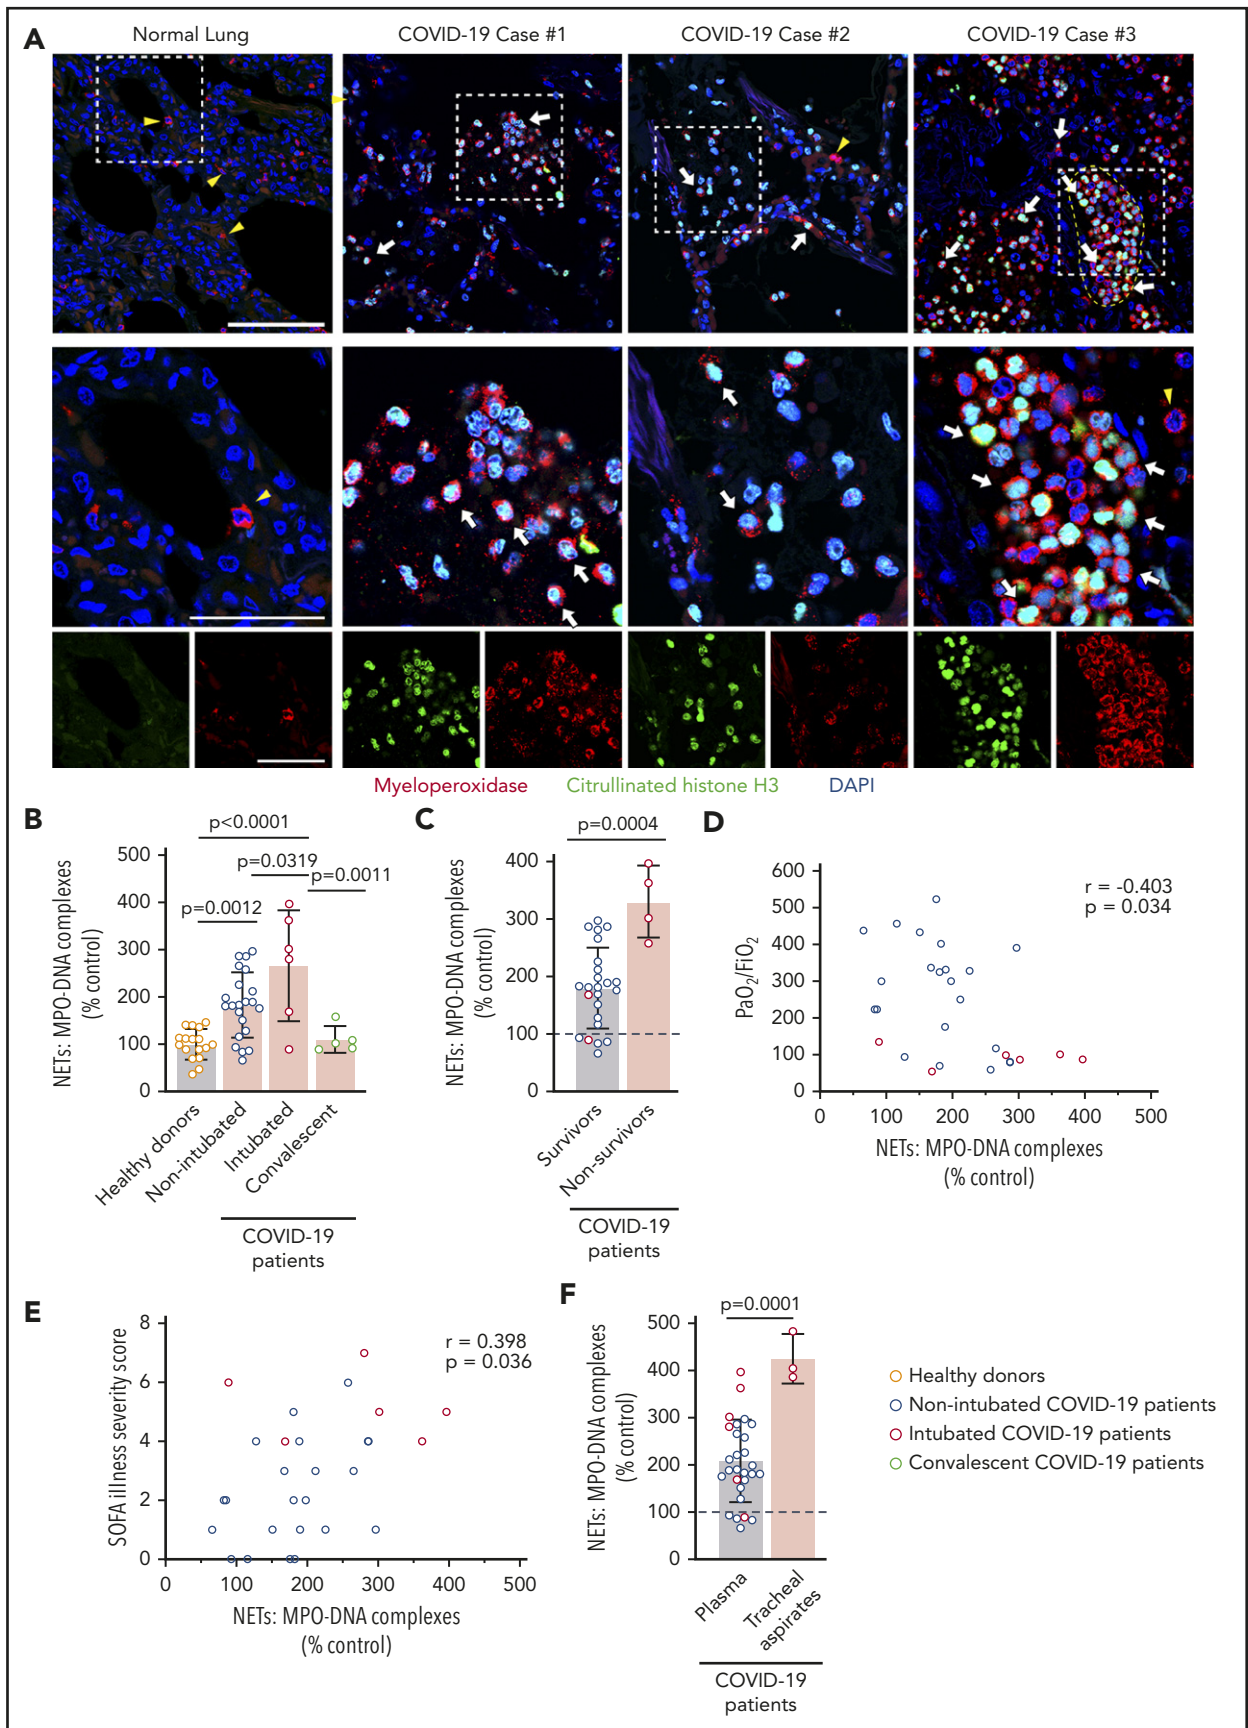 A
Normal Lung
COVID-19 Case #1
COVID-19 Case #2
COVID-19 Case #3
Myeloperoxidase
Citrullinated histone H3
DAPI
B
NETs: MPO-DNA complexes
(% control)
500
400
300
200
100
0
p<0.0001
p=0.0319
p=0.0011
p=0.0012
Healthy donors
Non-intubated
Intubated
Convalescent
COVID-19
patients
C
NETs: MPO-DNA complexes
(% control)
400
300
200
100
0
p=0.0004
Survivors
Non-survivors
COVID-19
patients
D
PaO2/FiO2
600
500
400
300
200
100
0
r = -0.403
p = 0.034
0 100 200 300 400 500
NETs: MPO-DNA complexes
(% control)
E
SOFA illness severity score
8
6
4
2
0
r = 0.398
p = 0.036
0 100 200 300 400 500
NETs: MPO-DNA complexes
(% control)
F
NETs: MPO-DNA complexes
(% control)
500
400
300
200
100
0
p=0.0001
Plasma
Tracheal
aspirates
COVID-19
patients
Healthy donors
Non-intubated COVID-19 patients
Intubated COVID-19 patients
Convalescent COVID-19 patients